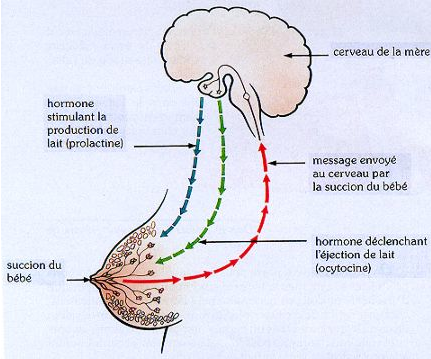 cerveau de la mère
hormone
stimulant la
production de
lait (prolactine)
message envoyé
au cerveau par
la succion du bébé
hormone déclenchant
l'éjection de lait
(ocytocine)
succion du
bébé